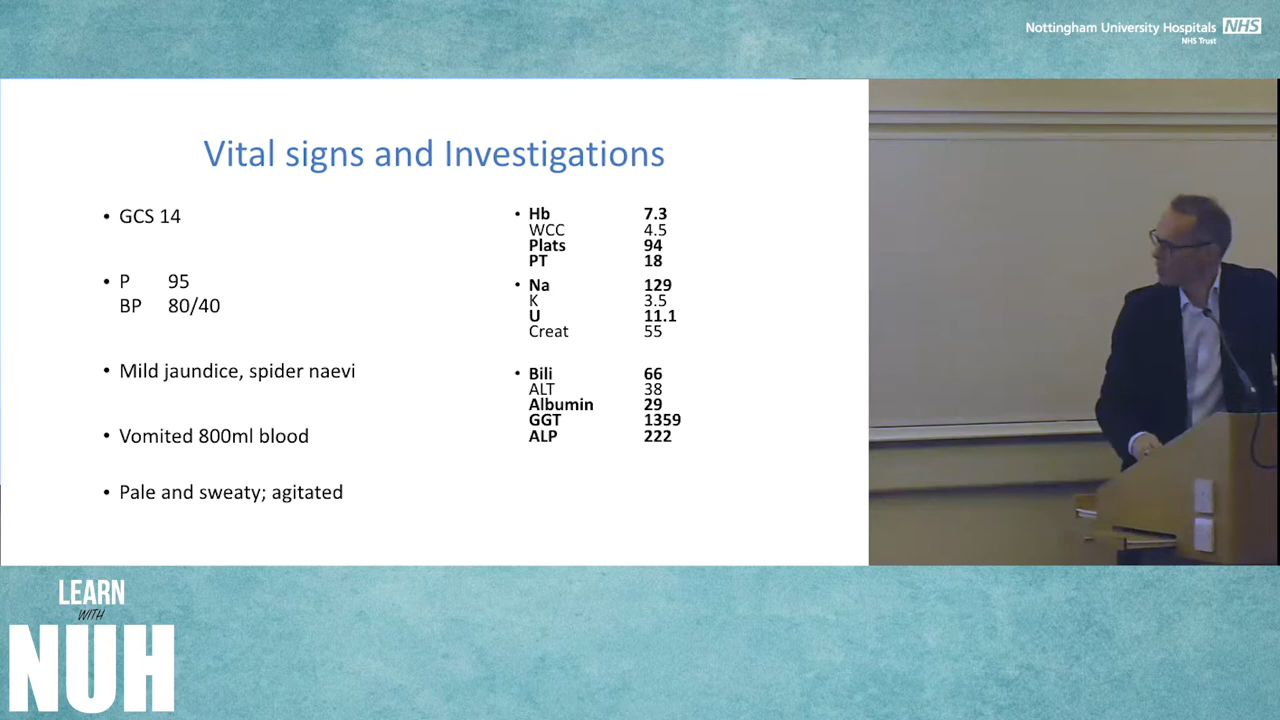 Nottingham University Hospitals NHS
NHS Trust
Vital signs and Investigations
• GCS 14
• P 95
BP 80/40
• Mild jaundice, spider naevi
• Vomited 800ml blood
• Pale and sweaty; agitated
• Hb 7.3
WCC 4.5
Plats 94
PT 18
• Na 129
K 3.5
U 11.1
Creat 55
• Bili 66
ALT 38
Albumin 29
GGT 1359
ALP 222
LEARN
WITH
NUH